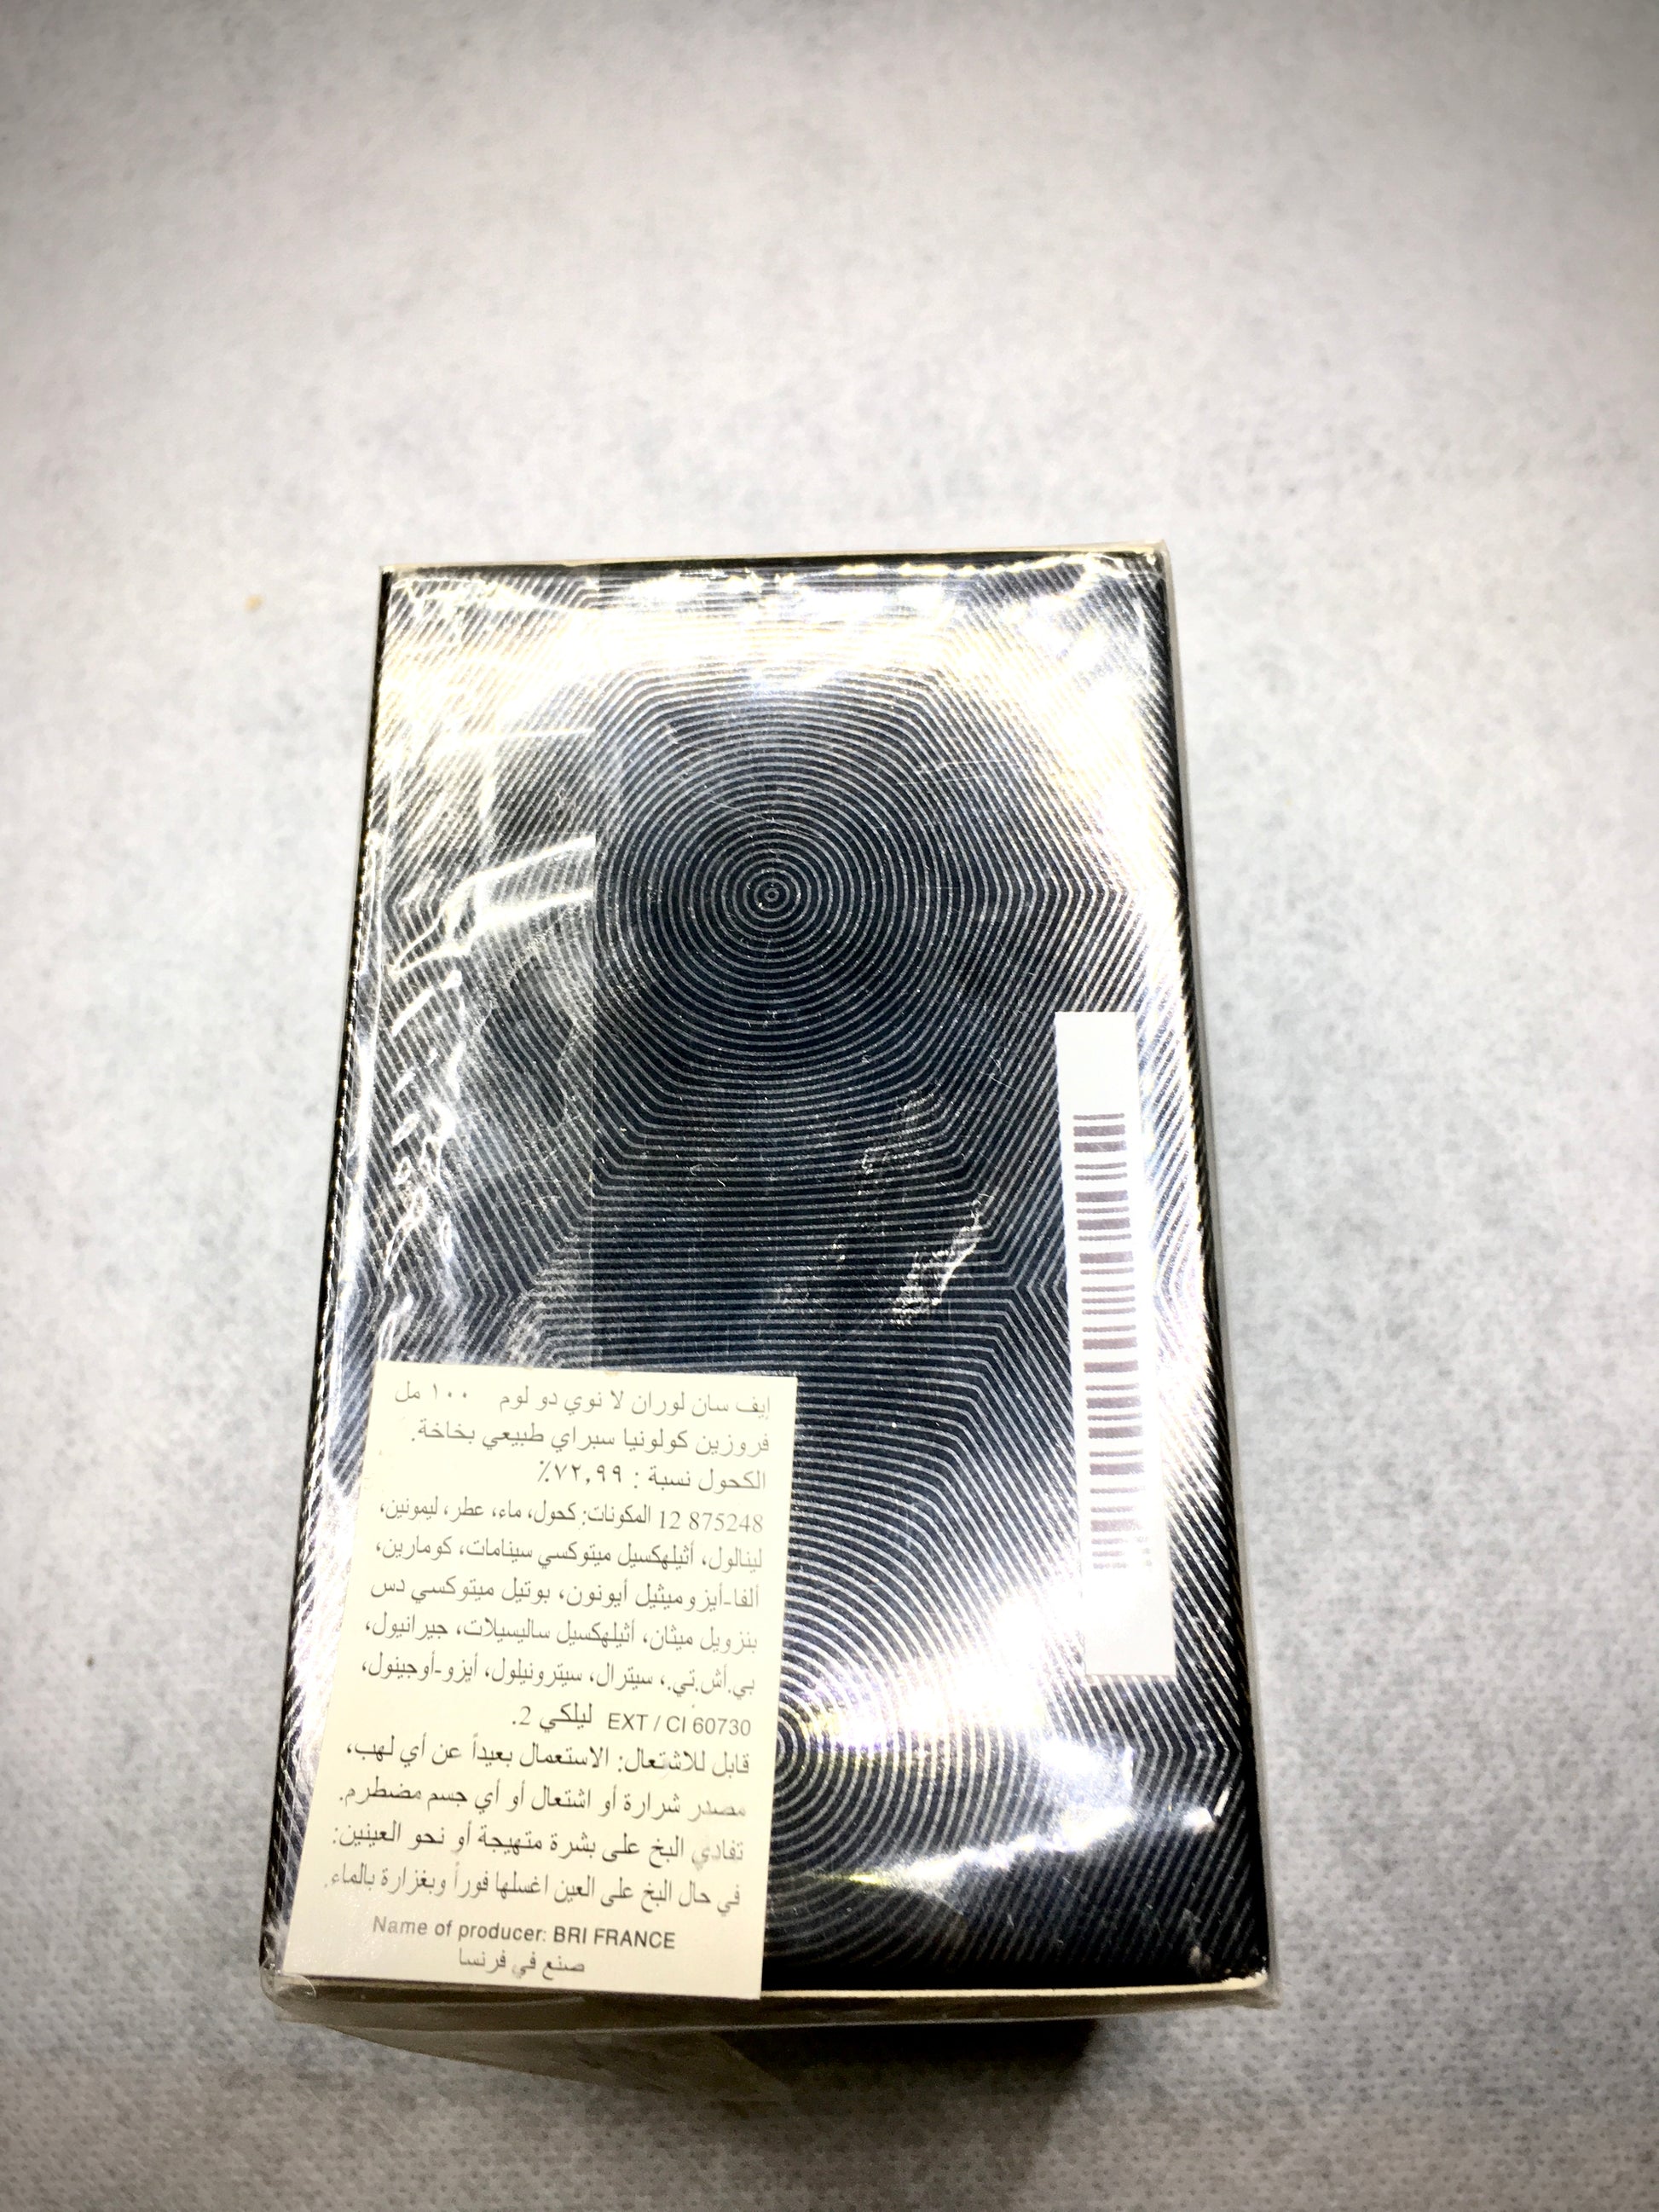 إيف سان لوران لا نوي دو لوم ١٠٠ مل
فروزين كولونيا سبراي طبيعي بخاخة.
الكحول نسبة : ٧٢,٩٩٪
875248 12 المكونات: كحول، ماء، عطر، ليمونين،
لينالول، أثيلهكسيل ميتوكسي سينامات، كومارين،
ألفا-أيزوميثيل أيونون، بوتيل ميتوكسي دس
بنزويل ميثان، أثيلهكسيل ساليسيلات، جيرانيول،
بي.أش.تي.، سيترال، سيترونيلول، أيزو-أوجينول،
EXT / CI 60730 ليلكي 2.
قابل للاشتعال: الاستعمال بعيداً عن أي لهب،
مصدر شرارة أو اشتعال أو أي جسم مضطرم.
تفادي البخ على بشرة متهيجة أو نحو العينين:
في حال البخ على العين اغسلها فوراً وبغزارة بالماء.
Name of producer: BRI FRANCE
صنع في فرنسا